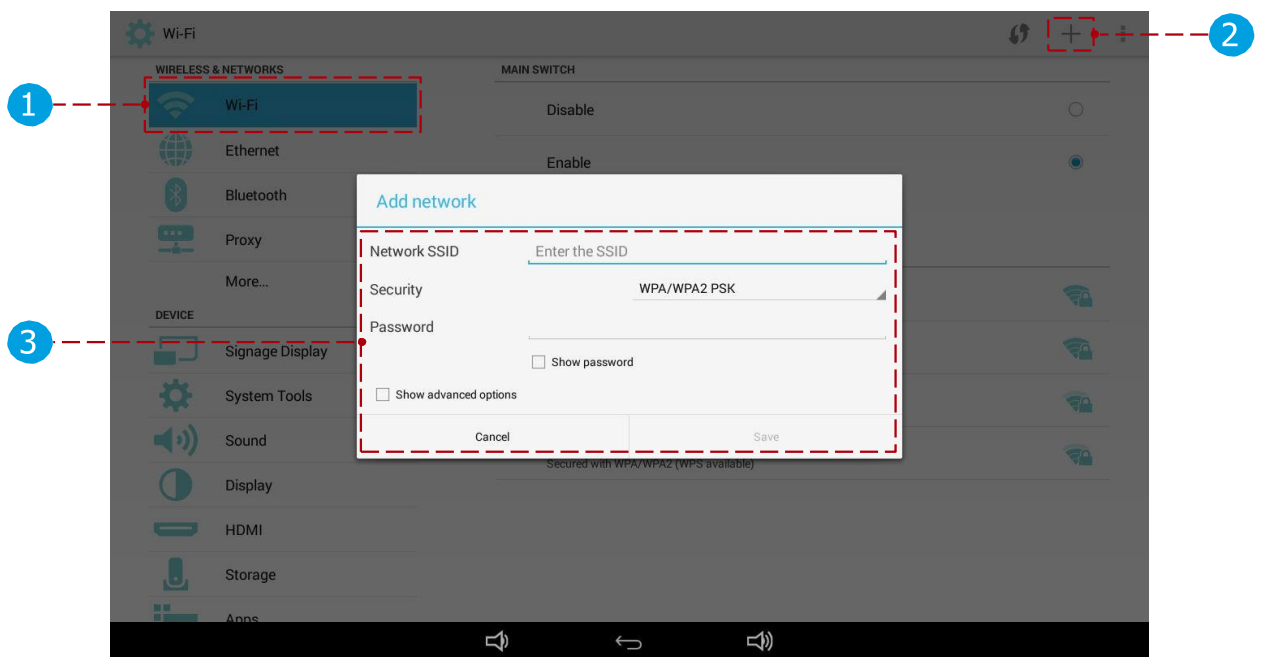 Wi-Fi
2
WIRELESS & NETWORKS
MAIN SWITCH
1
Wi-Fi
Disable
Ethernet
Enable
Bluetooth
Add network
Proxy
Network SSID Enter the SSID
More...
Security WPA/WPA2 PSK
DEVICE
Password
3
Signage Display
Show password
System Tools
Show advanced options
Sound
Cancel Save
Secured with WPA/WPA2 (WPS available)
Display
HDMI
Storage
Apps